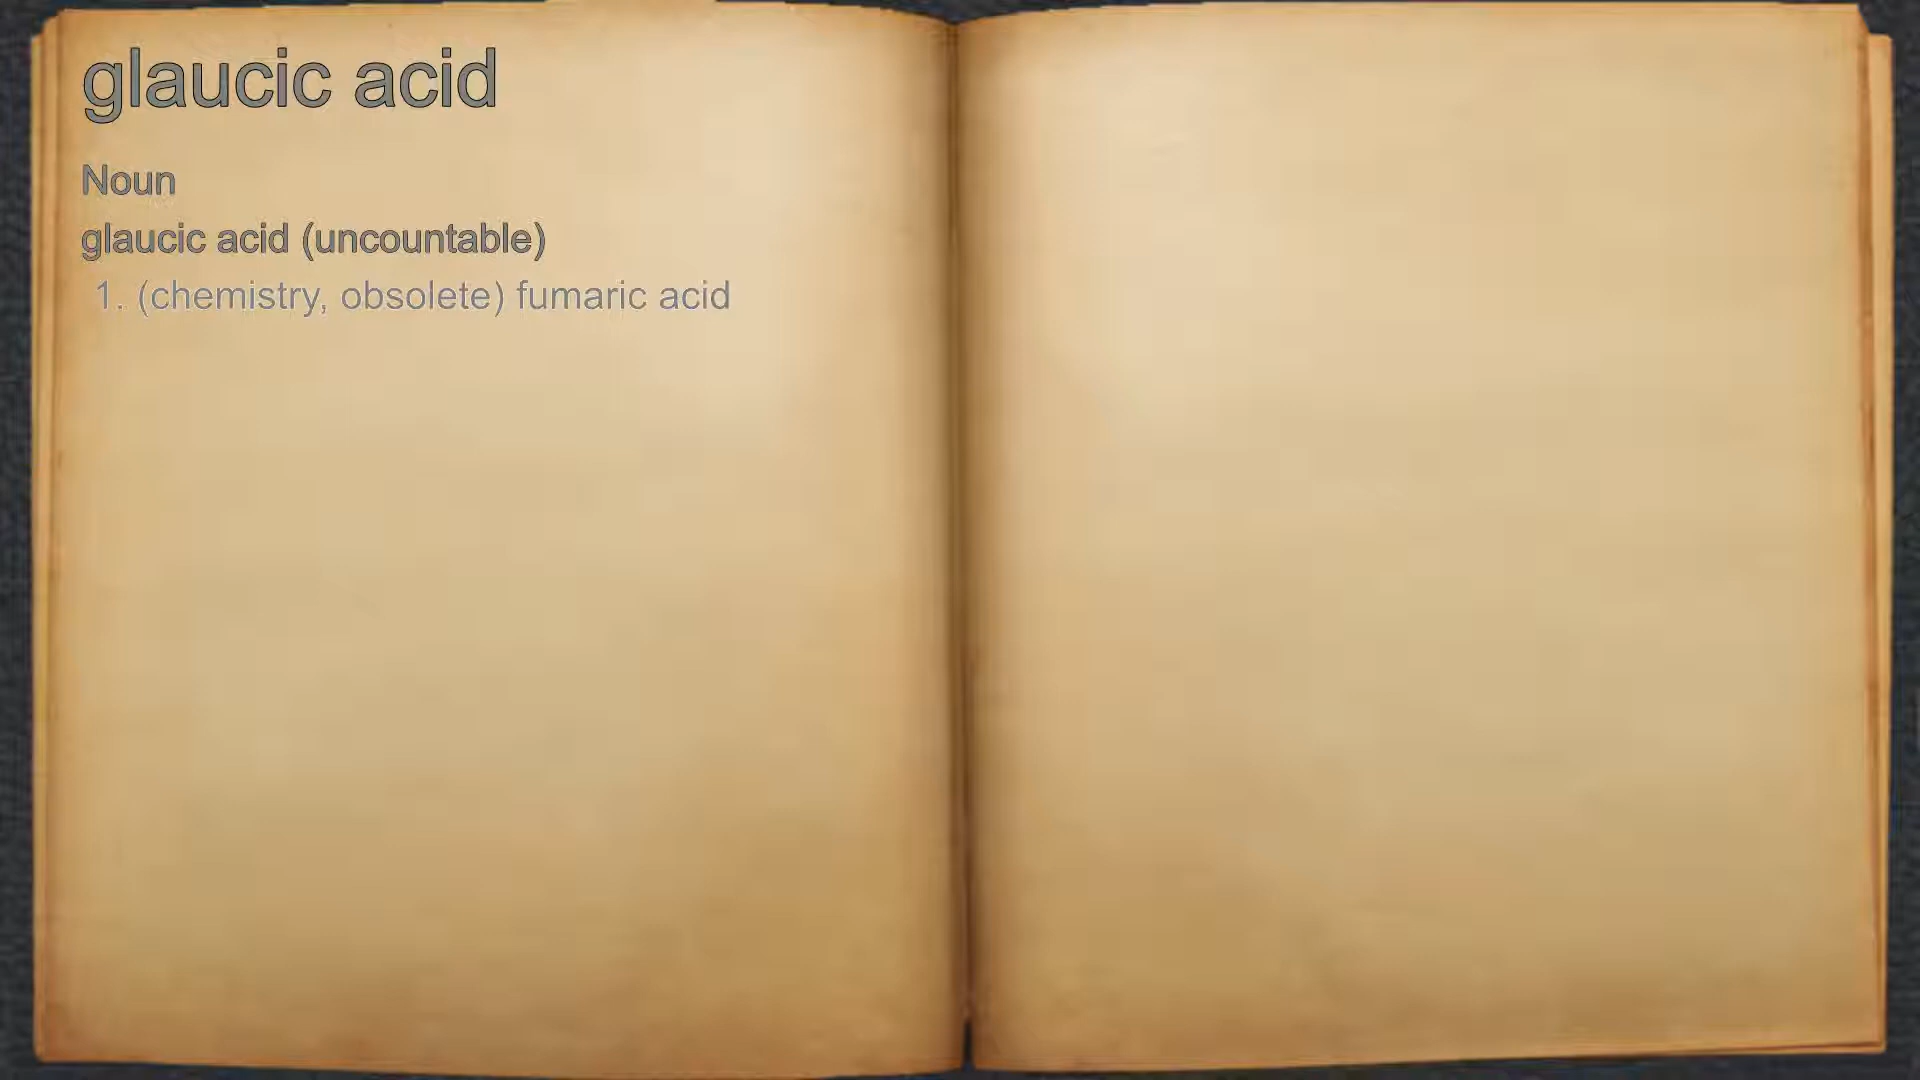 glaucic acid
Noun
glaucic acid (uncountable)
1. (chemistry, obsolete) fumaric acid